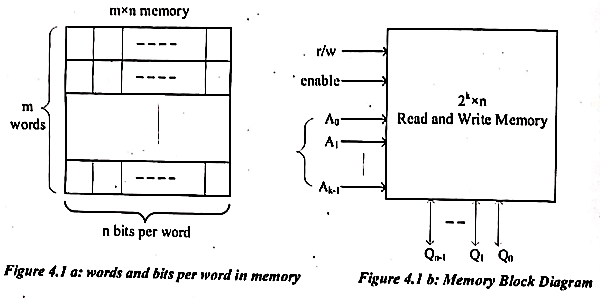 m×n memory
m
words
n bits per word
Figure 4.1 a: words and bits per word in memory
r/w
enable
A0
A1
Ak-1
2^k×n
Read and Write Memory
Qn-1 Q1 Q0
Figure 4.1 b: Memory Block Diagram